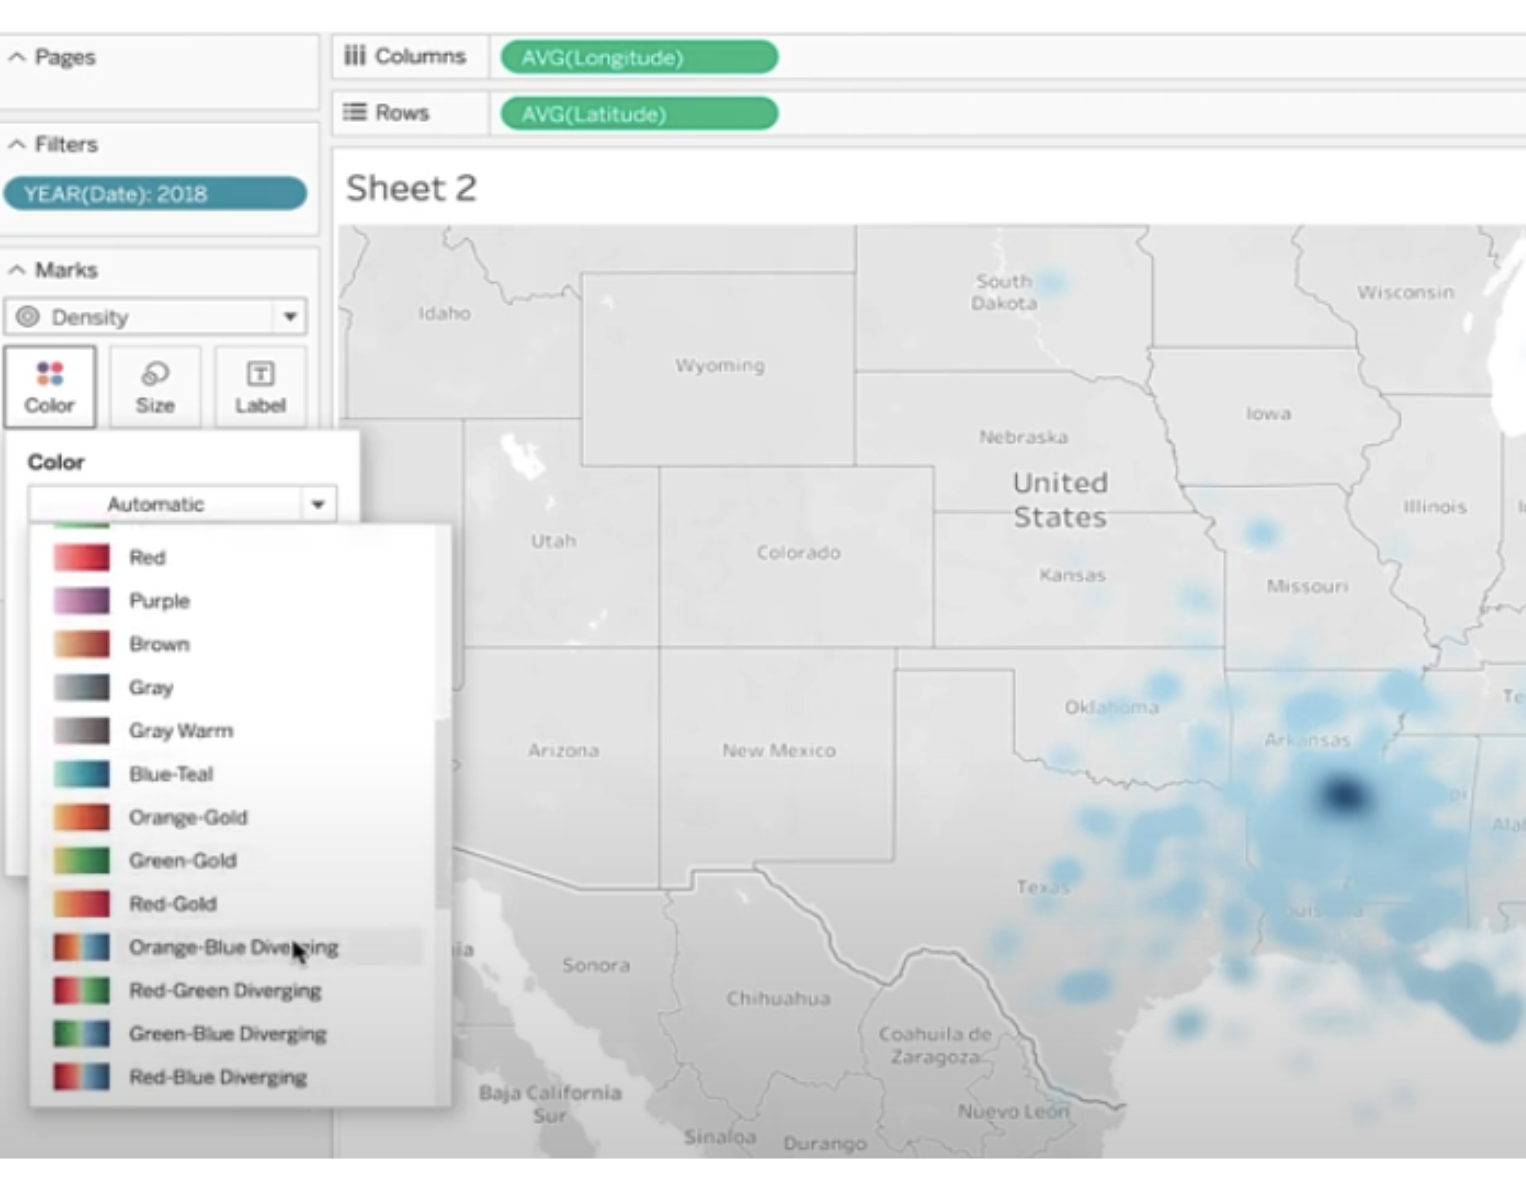 Pages
Columns
AVG(Longitude)
Rows
AVG(Latitude)
Filters
YEAR(Date): 2018
Sheet 2
Marks
Density
Color
Size
Label
Color
Automatic
Red
Purple
Brown
Gray
Gray Warm
Blue-Teal
Orange-Gold
Green-Gold
Red-Gold
Orange-Blue Diverging
Red-Green Diverging
Green-Blue Diverging
Red-Blue Diverging
Idaho
South
Dakota
Wisconsin
Wyoming
Iowa
Nebraska
United
States
Illinois
Utah
Colorado
Kansas
Missouri
Oklahoma
Te
Arkansas
Arizona
New Mexico
Alab
Texas
Sonora
Chihuahua
Coahuila de
Zaragoza
Baja California
Sur
Nuevo León
Sinaloa
Durango